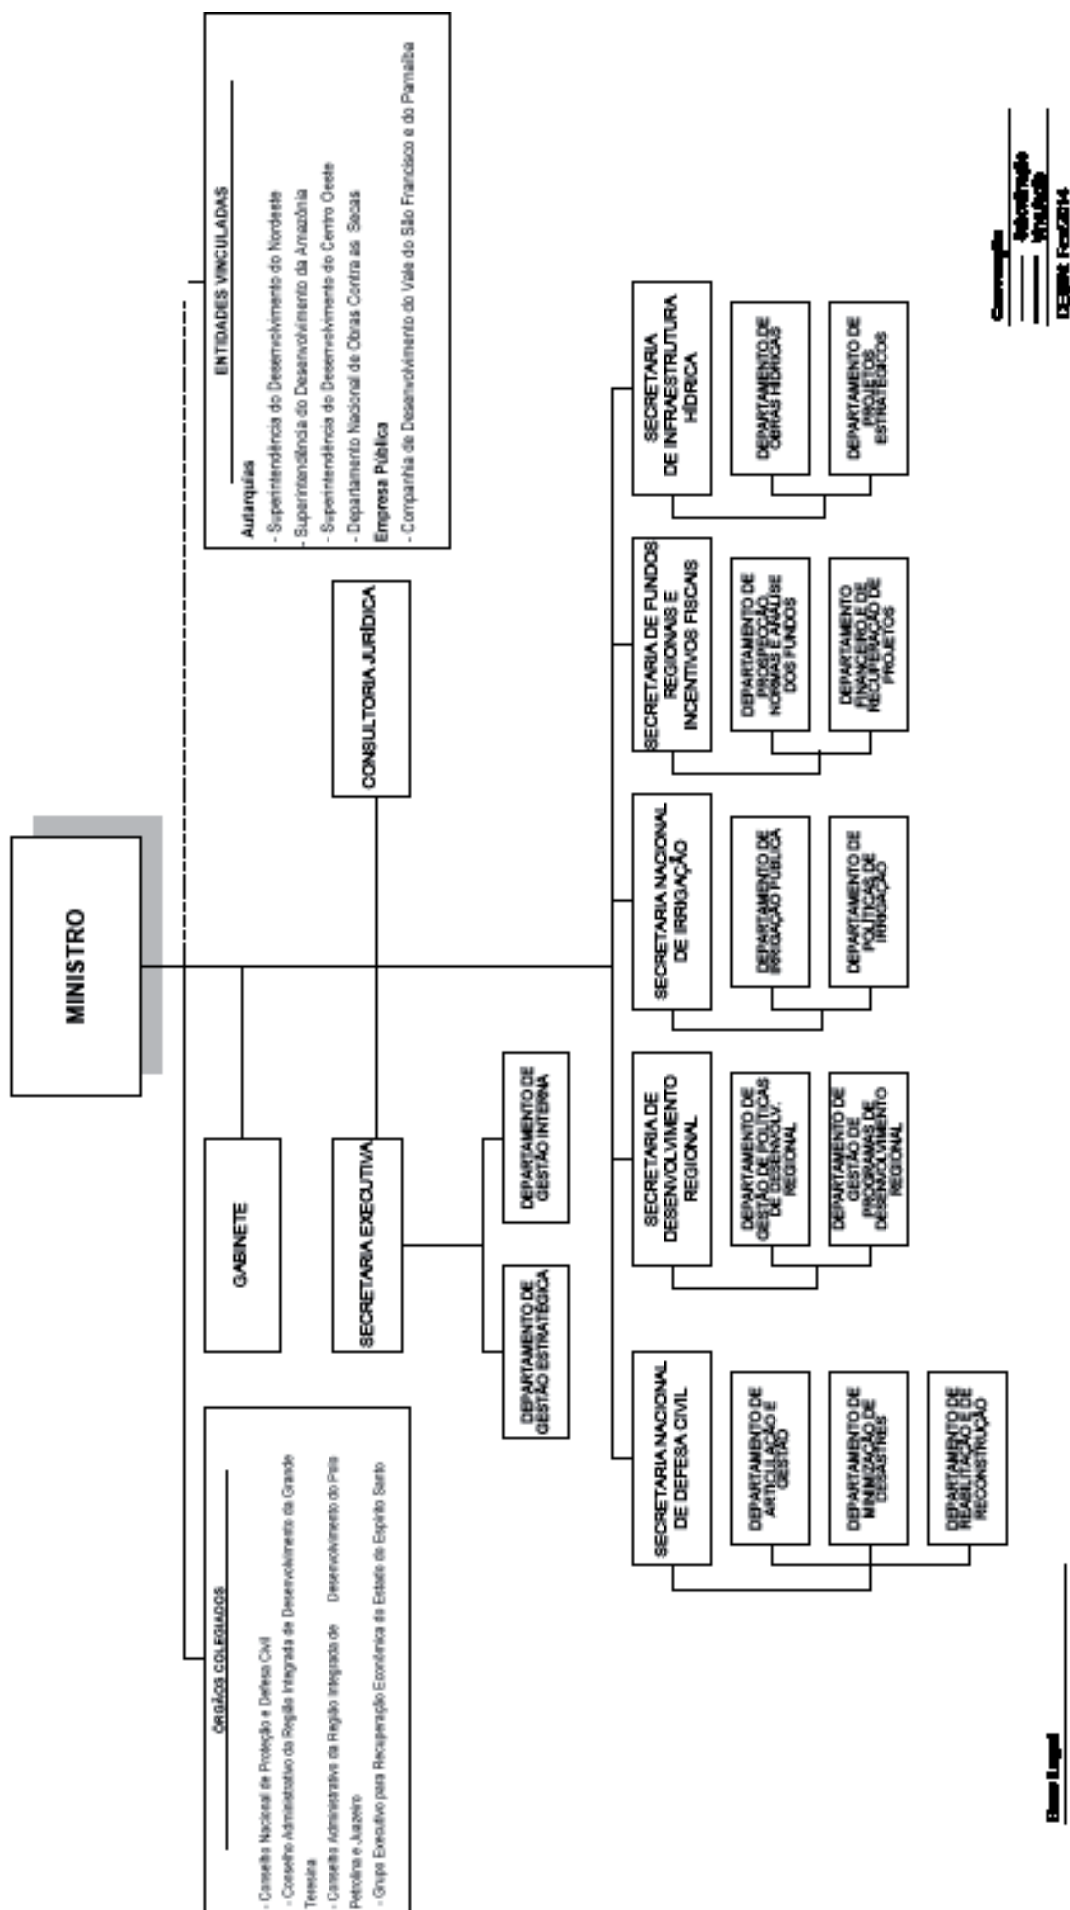 MINISTRO
ÓRGÃOS COLEGIADOS
- Conselho Nacional de Proteção e Defesa Civil
- Conselho Administrativo da Região Integrada de Desenvolvimento da Grande
Teresina
- Conselho Administrativo da Região Integrada de Desenvolvimento do Polo
Petrolina e Juazeiro
- Grupo Executivo para Recuperação Econômica do Estado do Espírito Santo
GABINETE
ENTIDADES VINCULADAS
Autarquias
- Superintendência do Desenvolvimento do Nordeste
- Superintendência do Desenvolvimento da Amazônia
- Superintendência do Desenvolvimento do Centro Oeste
- Departamento Nacional de Obras Contra as Secas
Empresa Pública
- Companhia de Desenvolvimento do Vale do São Francisco e do Parnaíba
SECRETARIA EXECUTIVA
CONSULTORIA JURÍDICA
DEPARTAMENTO DE
GESTÃO ESTRATÉGICA
DEPARTAMENTO DE
GESTÃO INTERNA
SECRETARIA NACIONAL
DE DEFESA CIVIL
DEPARTAMENTO DE
ARTICULAÇÃO E
GESTÃO
DEPARTAMENTO DE
MINIMIZAÇÃO DE
DESASTRES
DEPARTAMENTO DE
REABILITAÇÃO E DE
RECONSTRUÇÃO
SECRETARIA DE
DESENVOLVIMENTO
REGIONAL
DEPARTAMENTO DE
GESTÃO DE POLÍTICAS
DE DESENVOLV.
REGIONAL
DEPARTAMENTO DE
GESTÃO DE
PROGRAMAS DE
DESENVOLVIMENTO
REGIONAL
SECRETARIA NACIONAL
DE IRRIGAÇÃO
DEPARTAMENTO DE
IRRIGAÇÃO PÚBLICA
DEPARTAMENTO DE
POLÍTICAS DE
IRRIGAÇÃO
SECRETARIA DE FUNDOS
REGIONAIS E
INCENTIVOS FISCAIS
DEPARTAMENTO DE
PROSPECÇÃO,
NORMAS E ANÁLISE
DOS FUNDOS
DEPARTAMENTO
FINANCEIRO E DE
RECUPERAÇÃO DE
PROJETOS
SECRETARIA
DE INFRAESTRUTURA
HÍDRICA
DEPARTAMENTO DE
OBRAS HÍDRICAS
DEPARTAMENTO DE
PROJETOS
ESTRATÉGICOS
Base Legal
Convenção
Subordinação
Vinculação